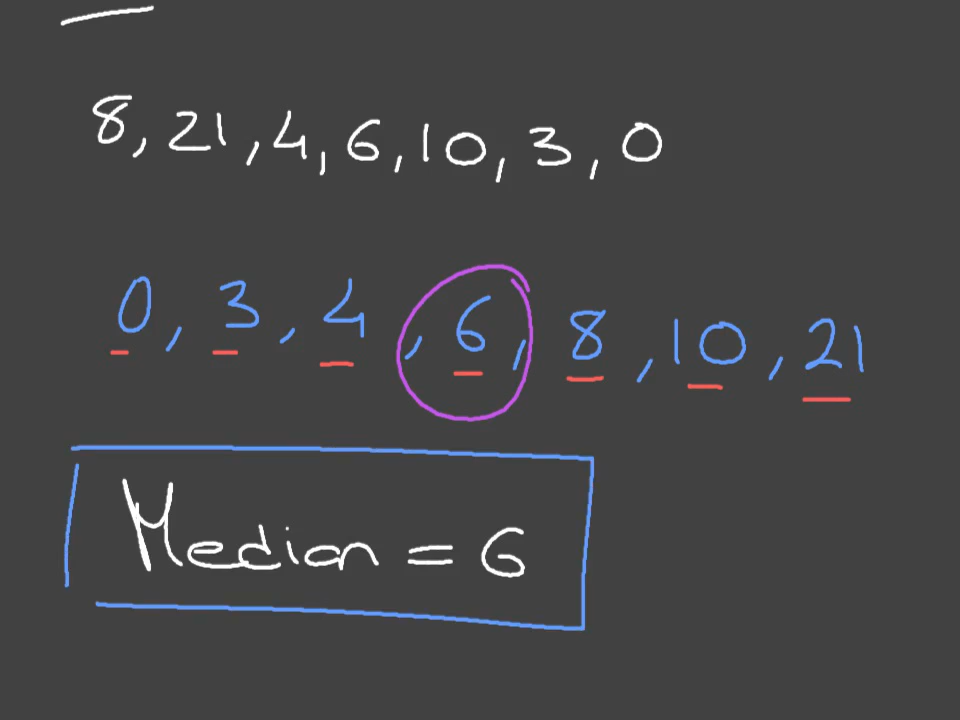 8, 21, 4, 6, 10, 3, 0
0, 3, 4, 6, 8, 10, 21
Median = 6